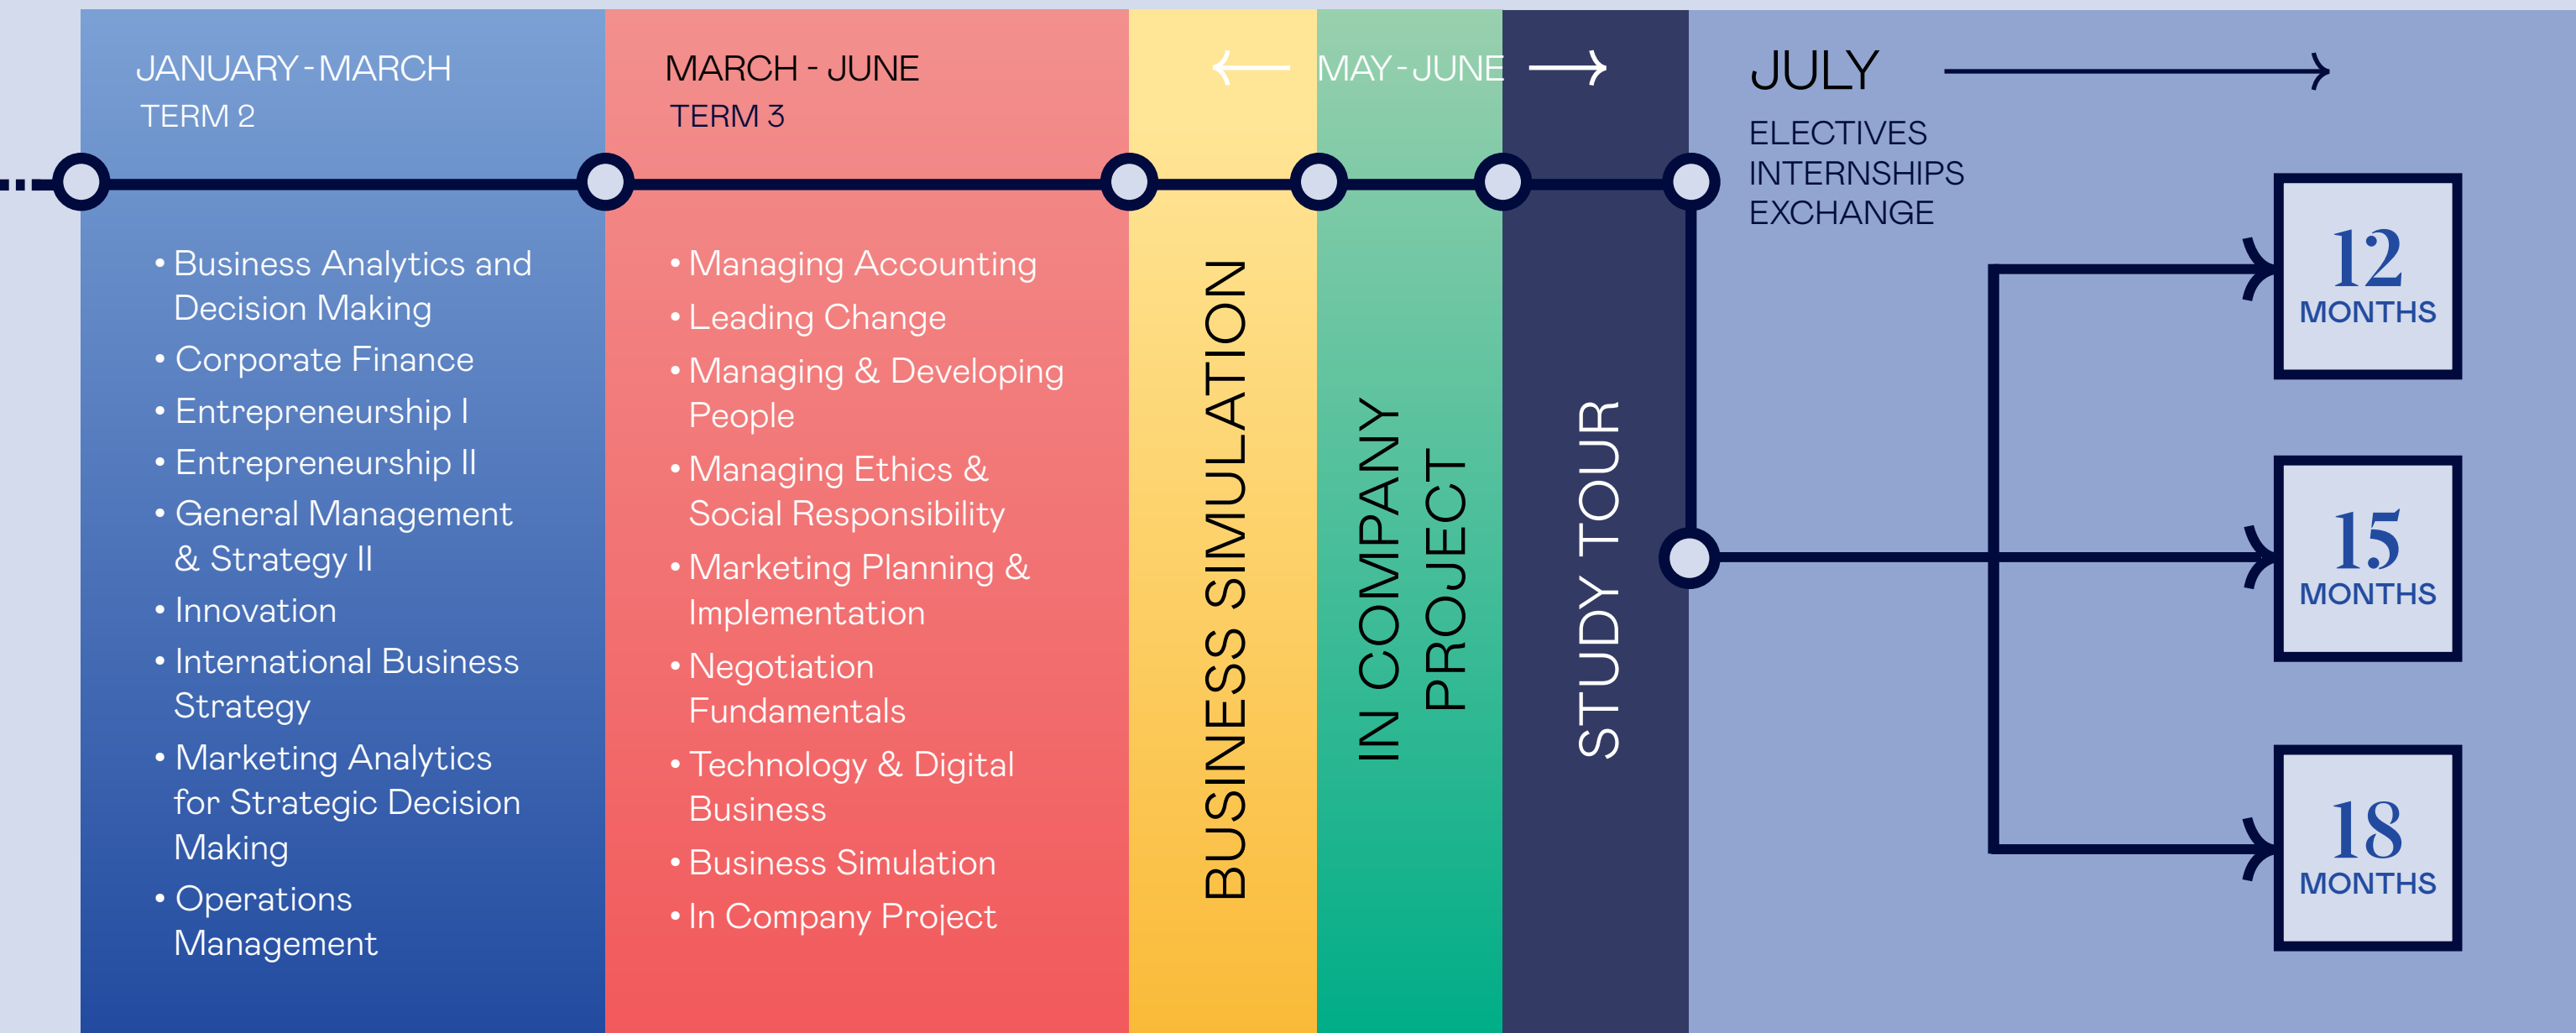 JANUARY - MARCH
TERM 2
• Business Analytics and
Decision Making
• Corporate Finance
• Entrepreneurship I
• Entrepreneurship II
• General Management
& Strategy II
• Innovation
• International Business
Strategy
• Marketing Analytics
for Strategic Decision
Making
• Operations
Management
MARCH - JUNE
TERM 3
• Managing Accounting
• Leading Change
• Managing & Developing
People
• Managing Ethics &
Social Responsibility
• Marketing Planning &
Implementation
• Negotiation
Fundamentals
• Technology & Digital
Business
• Business Simulation
• In Company Project
MAY - JUNE
BUSINESS SIMULATION
IN COMPANY
PROJECT
STUDY TOUR
JULY
ELECTIVES
INTERNSHIPS
EXCHANGE
12
MONTHS
15
MONTHS
18
MONTHS